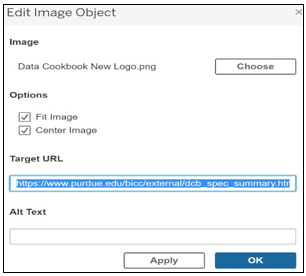 Edit Image Object
Image
Data Cookbook New Logo.png
Choose
Options
Fit Image
Center Image
Target URL
https://www.purdue.edu/bicc/external/dcb_spec_summary.htm
Alt Text
Apply
OK